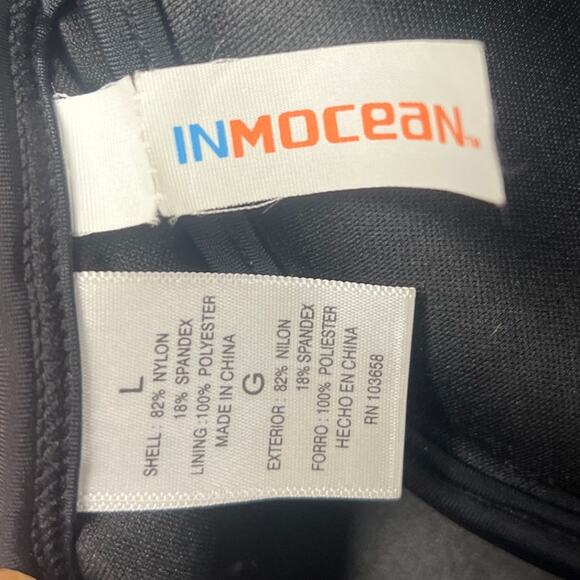 INMOCEAN™
L
SHELL : 82% NYLON
18% SPANDEX
LINING :100% POLYESTER
MADE IN CHINA
G
EXTERIOR : 82% NILON
18% SPANDEX
FORRO : 100% POLIESTER
HECHO EN CHINA
RN 103658